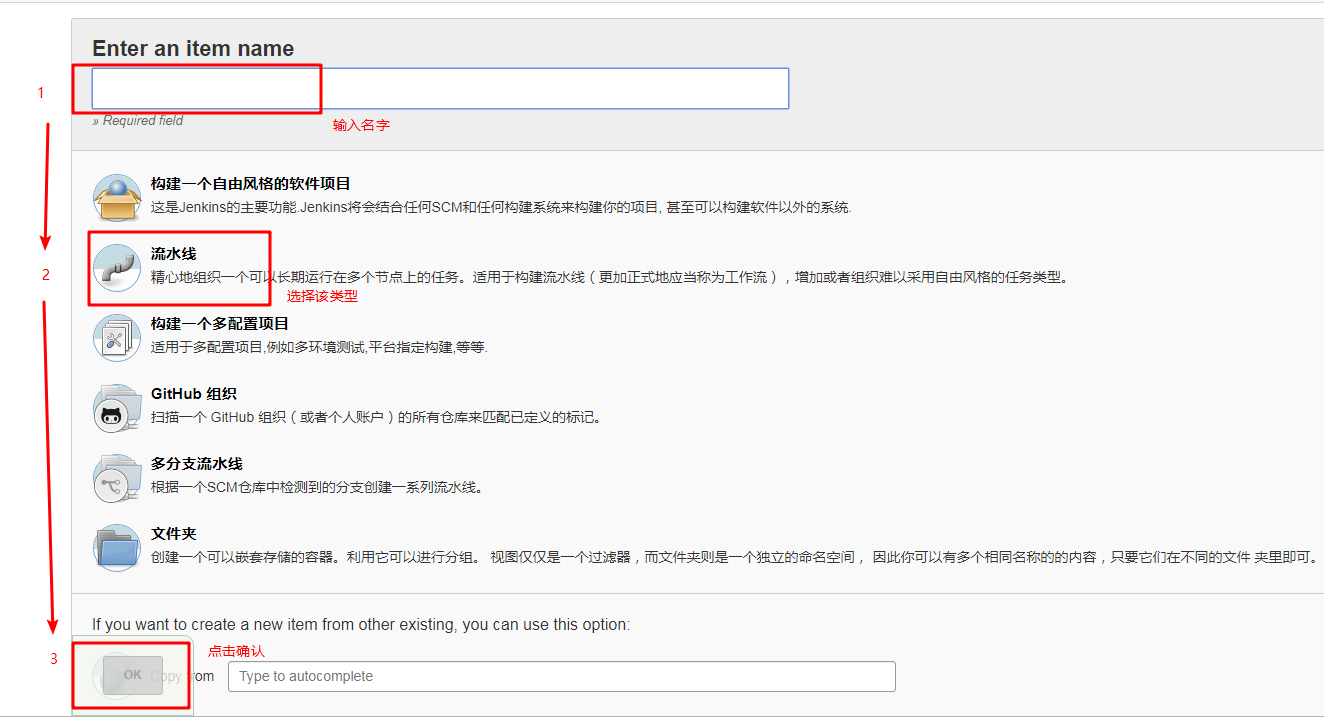 Enter an item name
1
» Required field
输入名字
构建一个自由风格的软件项目
这是Jenkins的主要功能.Jenkins将会结合任何SCM和任何构建系统来构建你的项目, 甚至可以构建软件以外的系统.
流水线
2
精心地组织一个可以长期运行在多个节点上的任务。适用于构建流水线（更加正式地应当称为工作流），增加或者组织难以采用自由风格的任务类型。
选择该类型
构建一个多配置项目
适用于多配置项目,例如多环境测试,平台指定构建,等等.
GitHub 组织
扫描一个 GitHub 组织（或者个人账户）的所有仓库来匹配已定义的标记。
多分支流水线
根据一个SCM仓库中检测到的分支创建一系列流水线。
文件夹
创建一个可以嵌套存储的容器。利用它可以进行分组。 视图仅仅是一个过滤器，而文件夹则是一个独立的命名空间， 因此你可以有多个相同名称的的内容，只要它们在不同的文件 夹里即可。
If you want to create a new item from other existing, you can use this option:
点击确认
3
OK Copy from Type to autocomplete